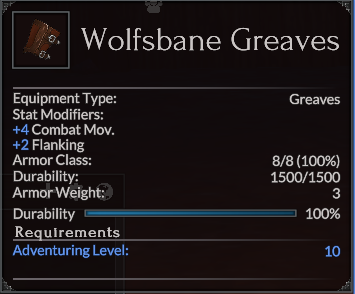 Wolfsbane Greaves
Equipment Type: Greaves
Stat Modifiers:
+4 Combat Mov.
+2 Flanking
Armor Class: 8/8 (100%)
Durability: 1500/1500
Armor Weight: 3
Durability 100%
Requirements
Adventuring Level: 10